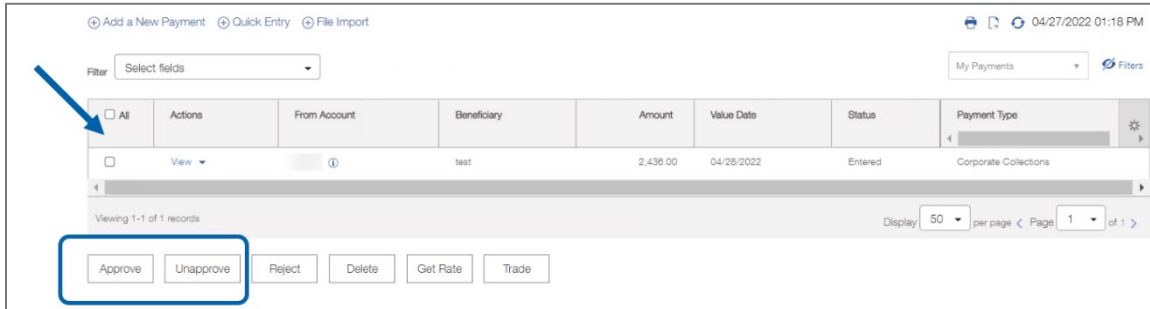 Add a New Payment Quick Entry File Import 04/27/2022 01:18 PM
Filter Select fields My Payments Filters
All Actions From Account Beneficiary Amount Value Date Status Payment Type
View test 2,436.00 04/28/2022 Entered Corporate Collections
Viewing 1-1 of 1 records Display 50 per page Page 1 of 1
Approve Unapprove Reject Delete Get Rate Trade